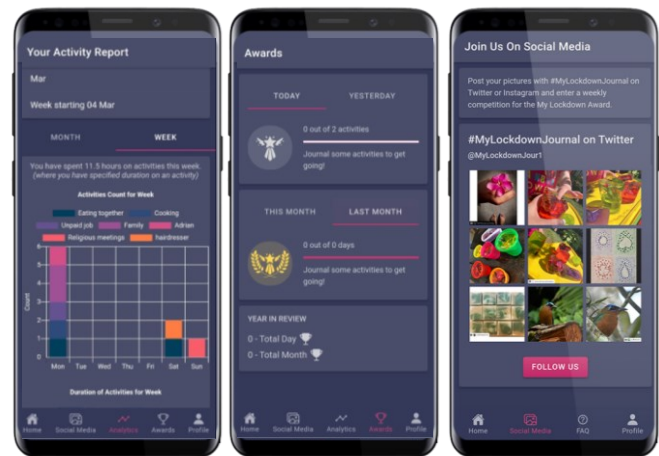 Your Activity Report
Mar
Week starting 04 Mar
MONTH WEEK
You have spent 11.5 hours on activities this week
(where you have specified duration on an activity)
Activities Count for Week
Eating together Cooking
Unpaid job Family Adrian
Religious meetings hairdresser
6
5
4
3
2
1
0
Count
Mon Tue Wed Thu Fri Sat Sun
Duration of Activities for Week
Home Social Media Analytics Awards Profile
Awards
TODAY YESTERDAY
0 out of 2 activities
Journal some activities to get
going!
THIS MONTH LAST MONTH
0 out of 0 days
Journal some activities to get
going!
YEAR IN REVIEW
0 - Total Day
0 - Total Month
Home Social Media Analytics Awards Profile
Join Us On Social Media
Post your pictures with #MyLockdownJournal on
Twitter or Instagram and enter a weekly
competition for the My Lockdown Award.
#MyLockdownJournal on Twitter
@MyLockdownJour1
FOLLOW US
Home Social Media FAQ Profile